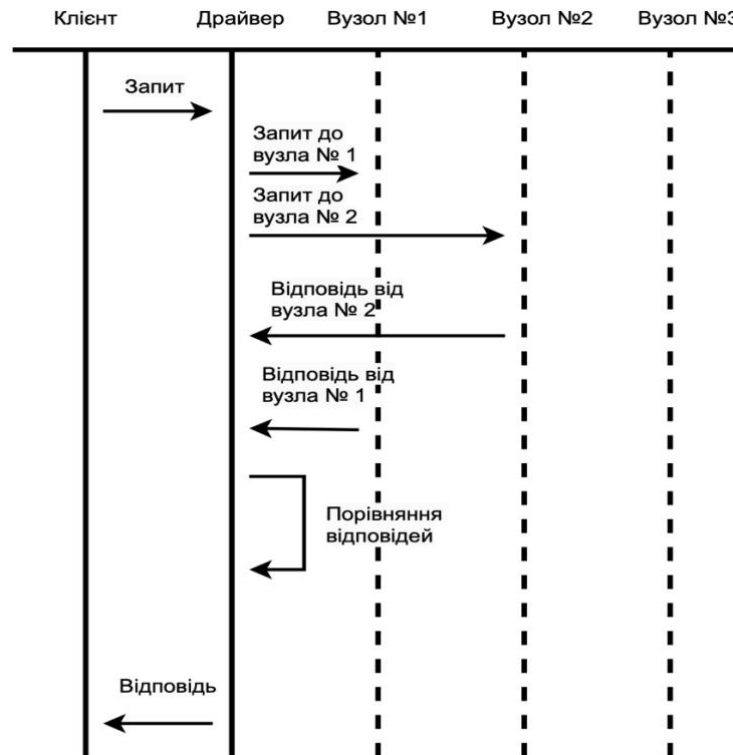 Клієнт Драйвер Вузол №1 Вузол №2 Вузол №3
Запит
Запит до
вузла № 1
Запит до
вузла № 2
Відповідь від
вузла № 2
Відповідь від
вузла № 1
Порівняння
відповідей
Відповідь